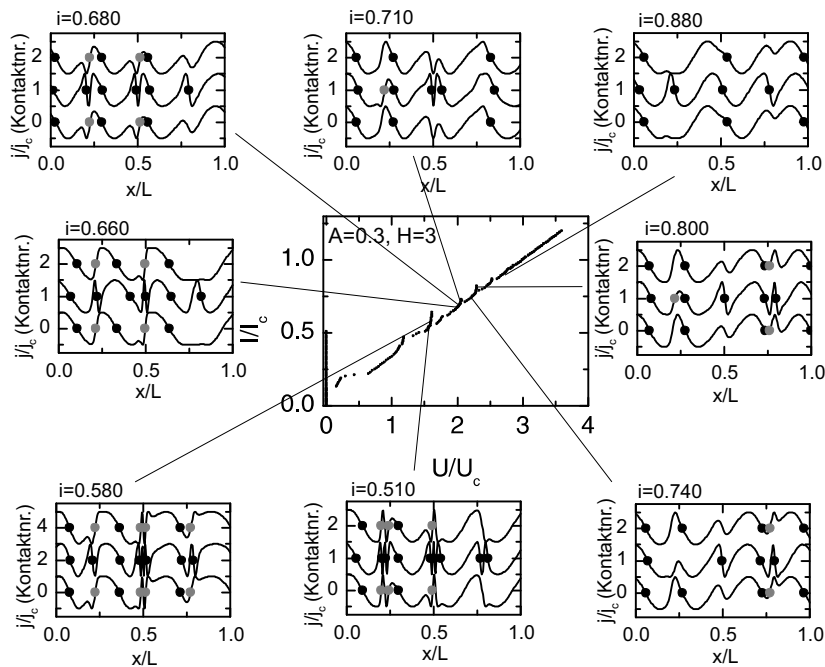 i=0.680
j/j_c (Kontaktnr.)
2
1
0
0.0 0.5 1.0
x/L
i=0.710
j/j_c (Kontaktnr.)
2
1
0
0.0 0.5 1.0
x/L
i=0.880
j/j_c (Kontaktnr.)
2
1
0
0.0 0.5 1.0
x/L
i=0.660
j/j_c (Kontaktnr.)
2
1
0
0.0 0.5 1.0
x/L
A=0.3, H=3
I/I_c
1.0
0.5
0.0
0 1 2 3 4
U/U_c
i=0.800
j/j_c (Kontaktnr.)
2
1
0
0.0 0.5 1.0
x/L
i=0.580
j/j_c (Kontaktnr.)
4
2
0
0.0 0.5 1.0
x/L
i=0.510
j/j_c (Kontaktnr.)
2
1
0
0.0 0.5 1.0
x/L
i=0.740
j/j_c (Kontaktnr.)
2
1
0
0.0 0.5 1.0
x/L